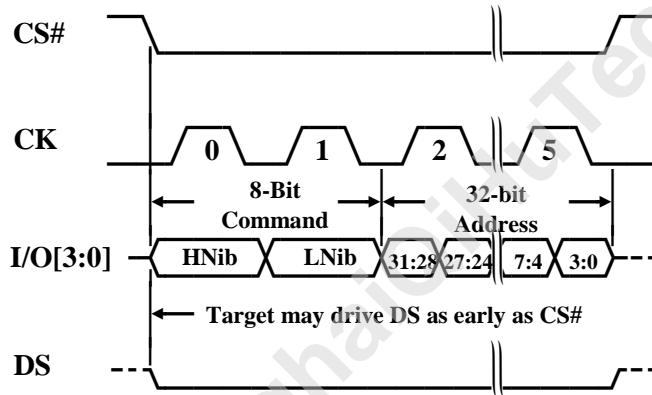 CS#
CK
0
1
2
5
8-Bit
Command
32-bit
Address
I/O[3:0]
HNib
LNib
31:28
27:24
7:4
3:0
Target may drive DS as early as CS#
DS